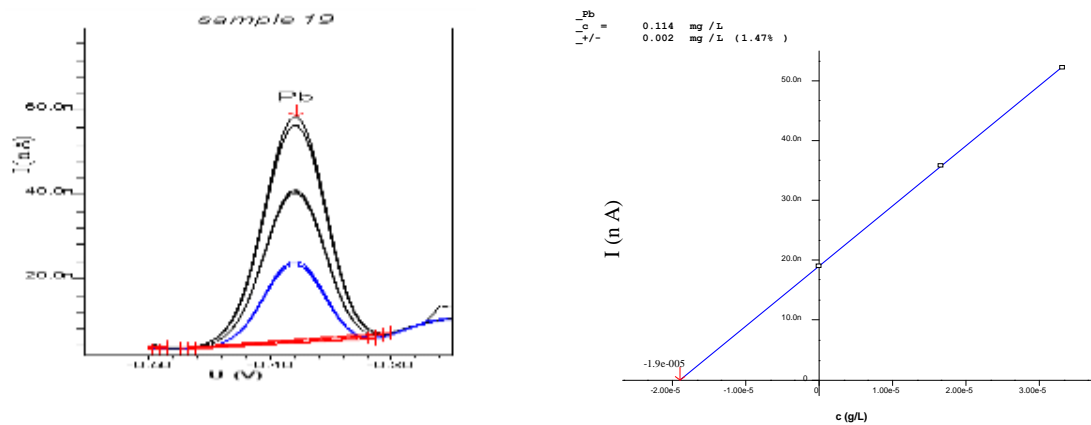 sample 19
Pb
I (nA)
60.0n
40.0n
20.0n
-0.40
U (V)
_Pb
_c = 0.114 mg/L
_+/- 0.002 mg/L (1.47% )
I (n A)
50.0n
40.0n
30.0n
20.0n
10.0n
0
-1.9e-005
-2.00e-5 -1.00e-5 0 1.00e-5 2.00e-5 3.00e-5
c (g/L)